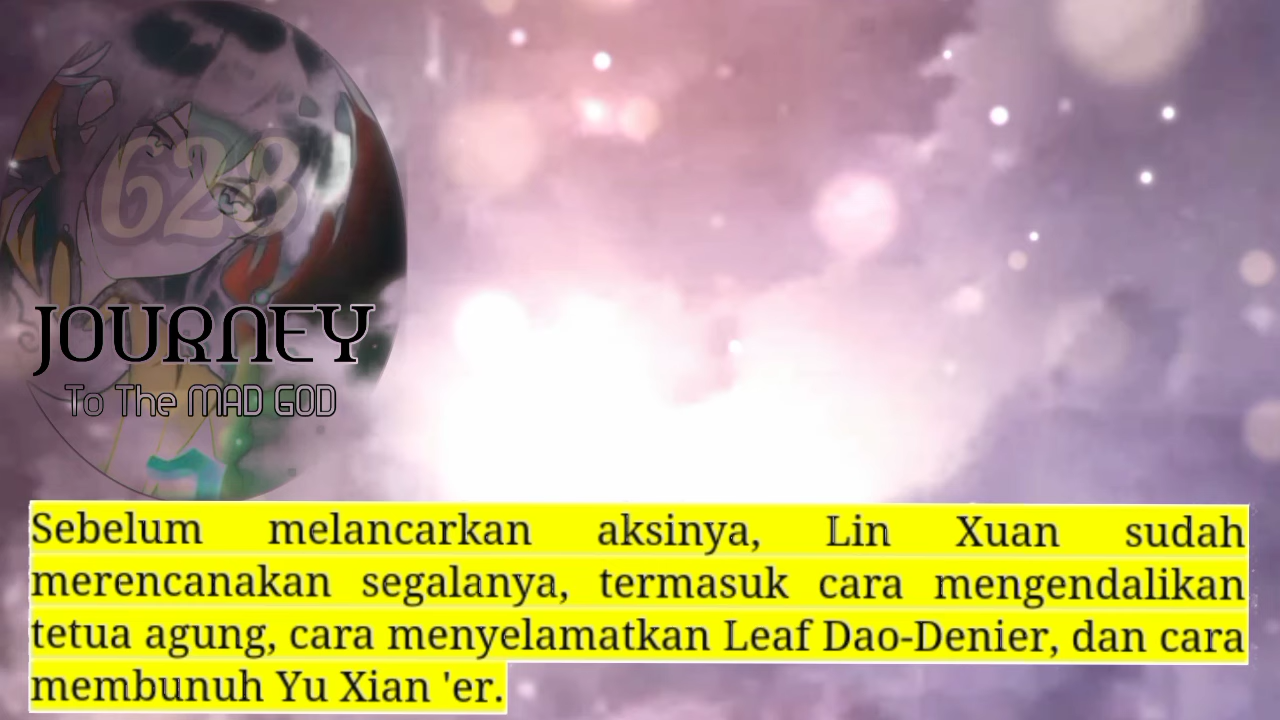 628
JOURNEY
To The MAD GOD
Sebelum melancarkan aksinya, Lin Xuan sudah
merencanakan segalanya, termasuk cara mengendalikan
tetua agung, cara menyelamatkan Leaf Dao-Denier, dan cara
membunuh Yu Xian 'er.